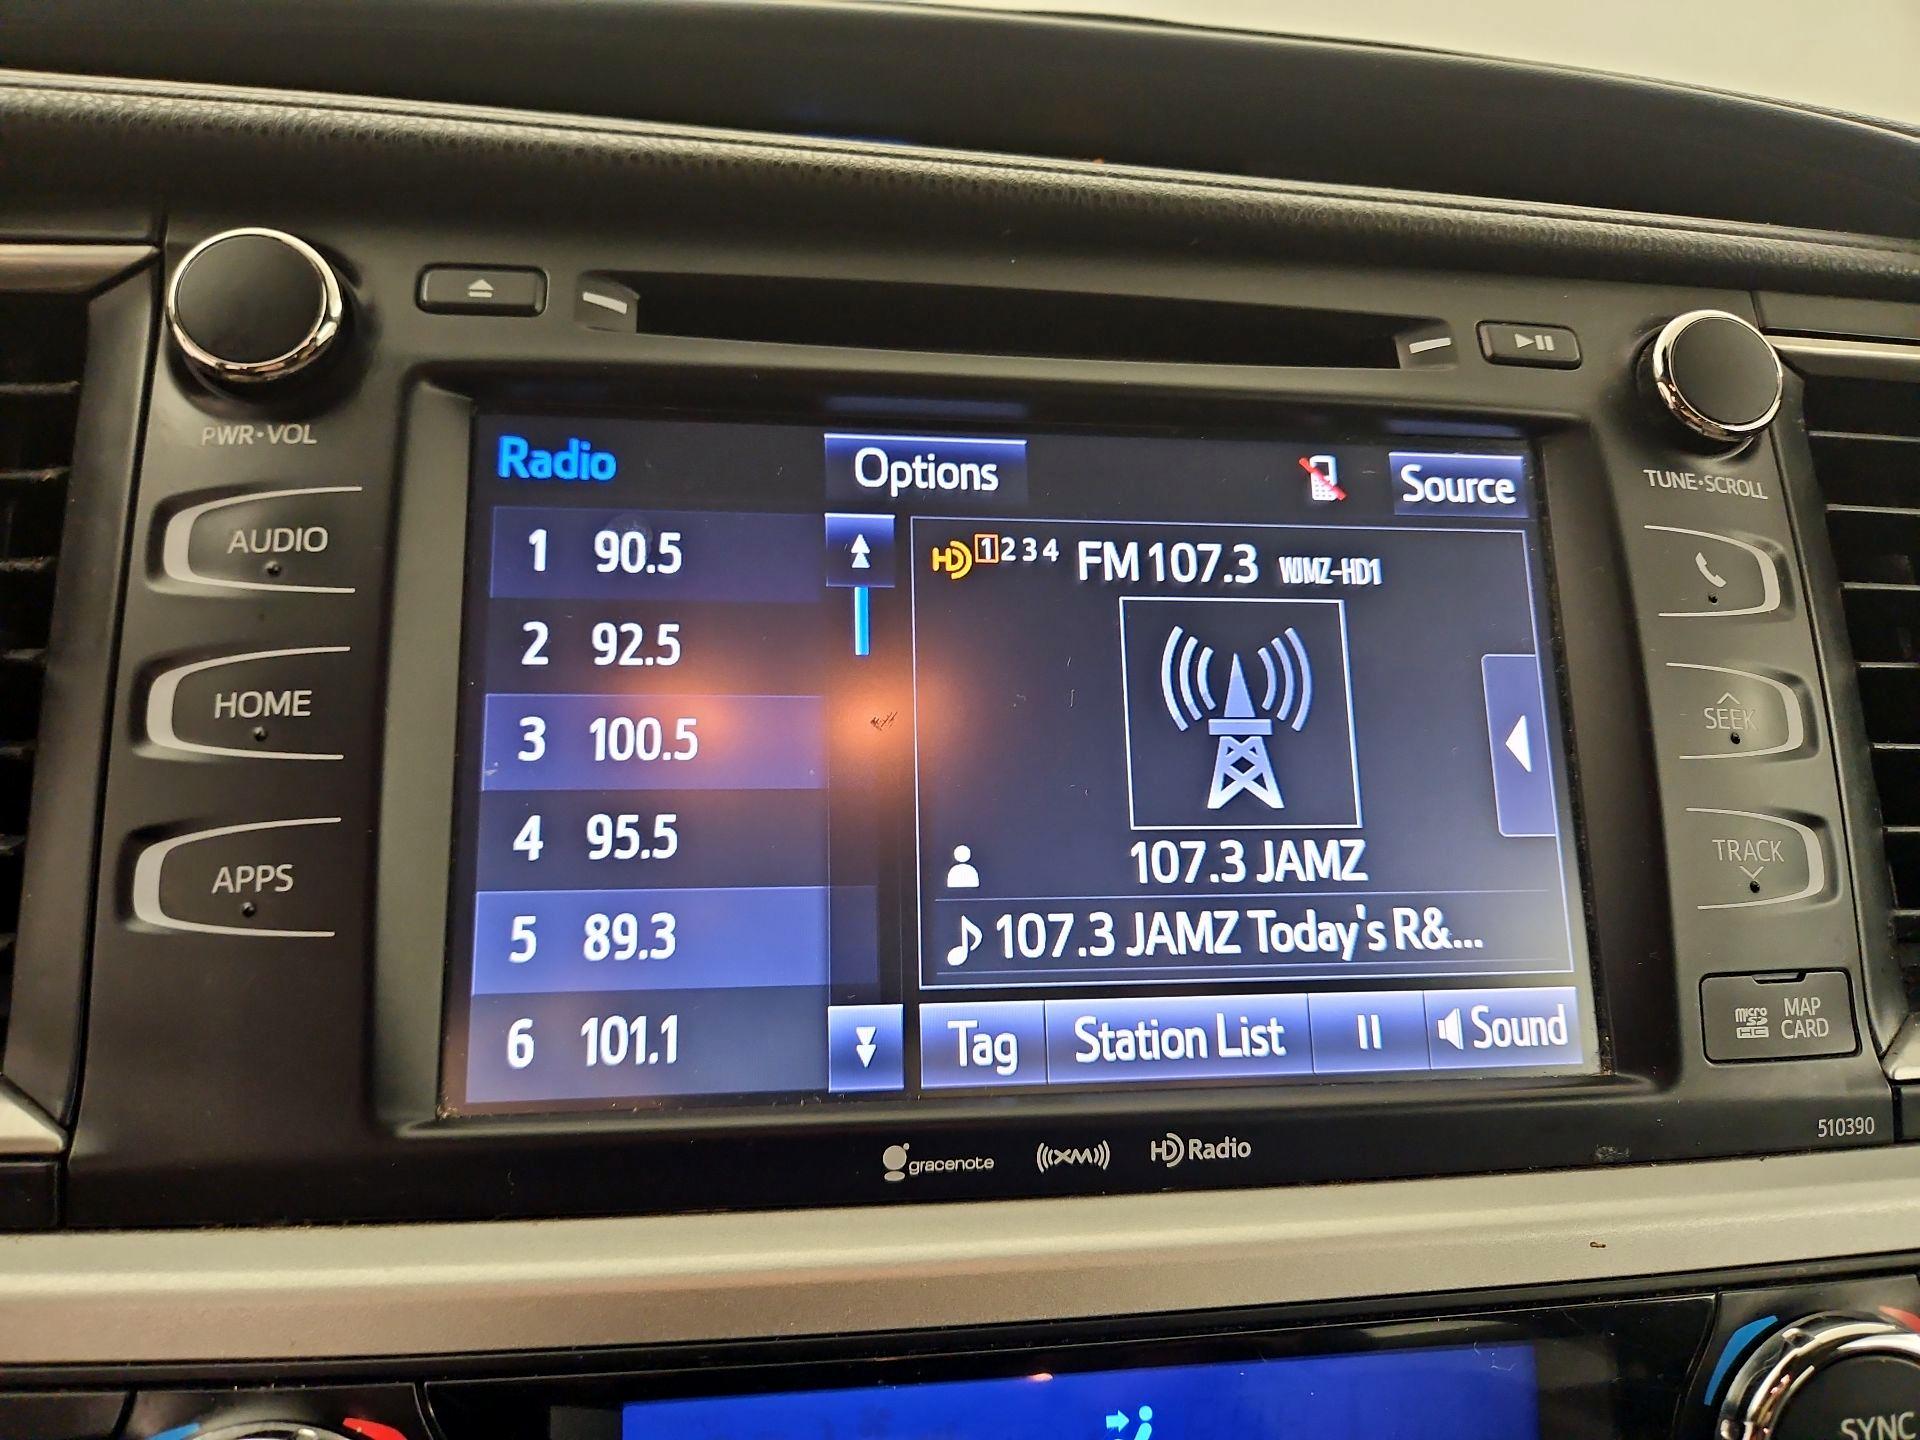 PWR•VOL
AUDIO
HOME
APPS
Radio
Options
Source
1 90.5
2 92.5
3 100.5
4 95.5
5 89.3
6 101.1
HD 1 2 3 4 FM 107.3 WJMZ-HD1
107.3 JAMZ
107.3 JAMZ Today's R&...
Tag
Station List
Sound
TUNE•SCROLL
SEEK
TRACK
micro SD HC
MAP CARD
510390
gracenote
((XM))
HD Radio
SYNC